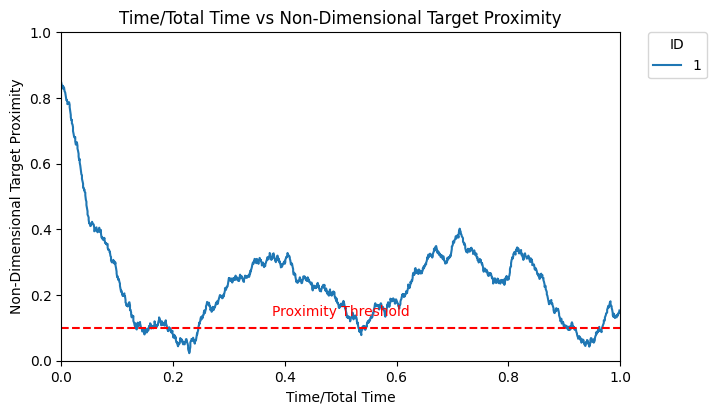 Time/Total Time vs Non-Dimensional Target Proximity
ID
1
1.0
0.8
0.6
0.4
0.2
0.0
Non-Dimensional Target Proximity
Proximity Threshold
0.0 0.2 0.4 0.6 0.8 1.0
Time/Total Time